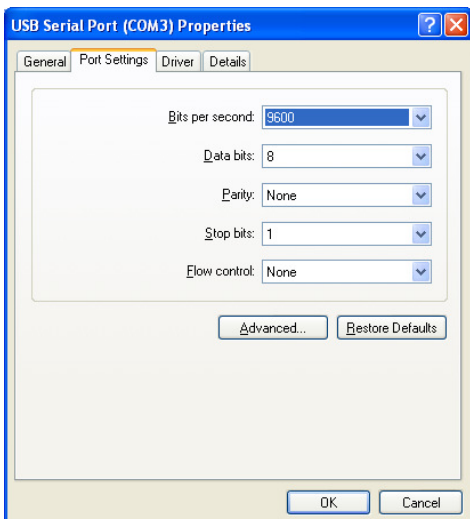 USB Serial Port (COM3) Properties
General Port Settings Driver Details
Bits per second: 9600
Data bits: 8
Parity: None
Stop bits: 1
Flow control: None
Advanced... Restore Defaults
OK Cancel